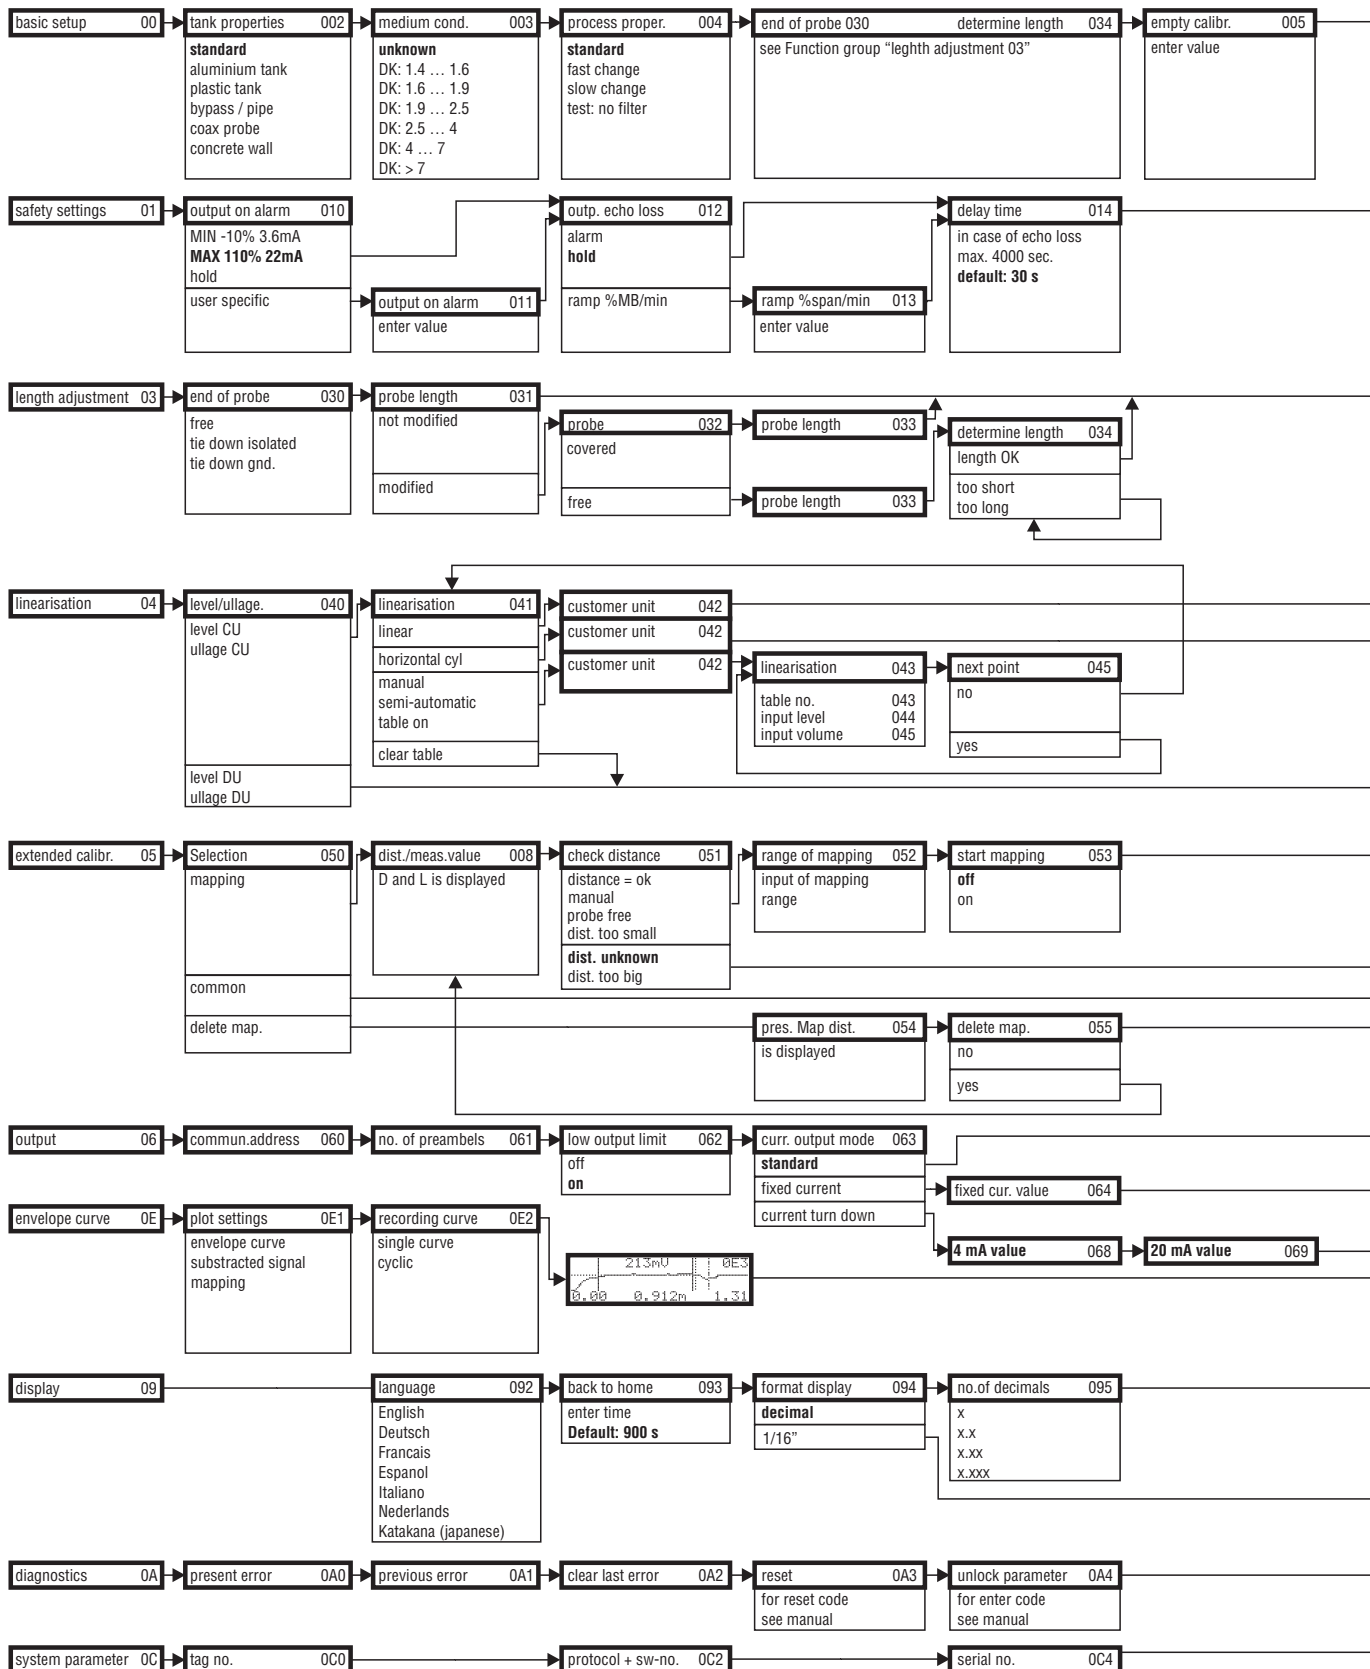 basic setup 00
tank properties 002
standard
aluminium tank
plastic tank
bypass / pipe
coax probe
concrete wall
medium cond. 003
unknown
DK: 1.4 … 1.6
DK: 1.6 … 1.9
DK: 1.9 … 2.5
DK: 2.5 … 4
DK: 4 … 7
DK: > 7
process proper. 004
standard
fast change
slow change
test: no filter
end of probe 030 determine length 034
see Function group “leghth adjustment 03”
empty calibr. 005
enter value
safety settings 01
output on alarm 010
MIN -10% 3.6mA
MAX 110% 22mA
hold
user specific
output on alarm 011
enter value
outp. echo loss 012
alarm
hold
ramp %MB/min
ramp %span/min 013
enter value
delay time 014
in case of echo loss
max. 4000 sec.
default: 30 s
length adjustment 03
end of probe 030
free
tie down isolated
tie down gnd.
probe length 031
not modified
modified
probe 032
covered
free
probe length 033
probe length 033
determine length 034
length OK
too short
too long
linearisation 04
level/ullage. 040
level CU
ullage CU
level DU
ullage DU
linearisation 041
linear
horizontal cyl
manual
semi-automatic
table on
clear table
customer unit 042
customer unit 042
customer unit 042
linearisation 043
table no. 043
input level 044
input volume 045
next point 045
no
yes
extended calibr. 05
Selection 050
mapping
common
delete map.
dist./meas.value 008
D and L is displayed
check distance 051
distance = ok
manual
probe free
dist. too small
dist. unknown
dist. too big
range of mapping 052
input of mapping
range
start mapping 053
off
on
pres. Map dist. 054
is displayed
delete map. 055
no
yes
output 06
commun.address 060
no. of preambels 061
low output limit 062
off
on
curr. output mode 063
standard
fixed current
current turn down
fixed cur. value 064
4 mA value 068
20 mA value 069
envelope curve 0E
plot settings 0E1
envelope curve
substracted signal
mapping
recording curve 0E2
single curve
cyclic
213mV 0E3
0.00 0.912m 1.31
display 09
language 092
English
Deutsch
Francais
Espanol
Italiano
Nederlands
Katakana (japanese)
back to home 093
enter time
Default: 900 s
format display 094
decimal
1/16”
no.of decimals 095
x
x.x
x.xx
x.xxx
diagnostics 0A
present error 0A0
previous error 0A1
clear last error 0A2
reset 0A3
for reset code
see manual
unlock parameter 0A4
for enter code
see manual
system parameter 0C
tag no. 0C0
protocol + sw-no. 0C2
serial no. 0C4